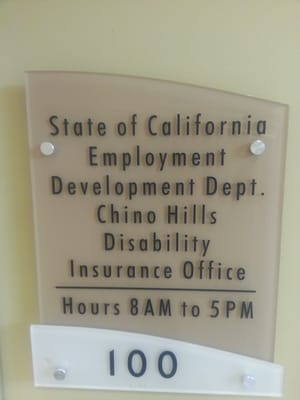 State of California
Employment
Development Dept.
Chino Hills
Disability
Insurance Office
Hours 8AM to 5PM
100